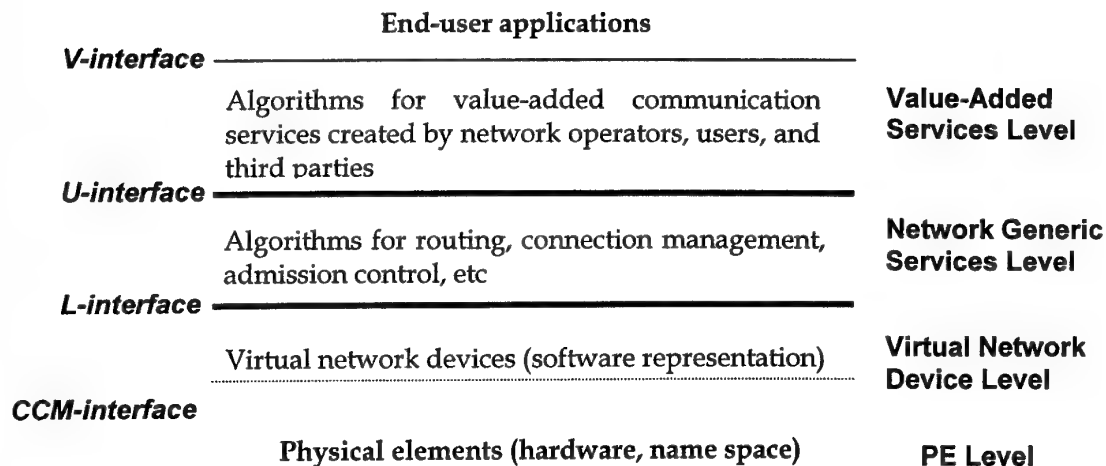 End-user applications
V-interface
Algorithms for value-added communication
services created by network operators, users, and
third parties
Value-Added
Services Level
U-interface
Algorithms for routing, connection management,
admission control, etc
Network Generic
Services Level
L-interface
Virtual network devices (software representation)
Virtual Network
Device Level
CCM-interface
Physical elements (hardware, name space)
PE Level